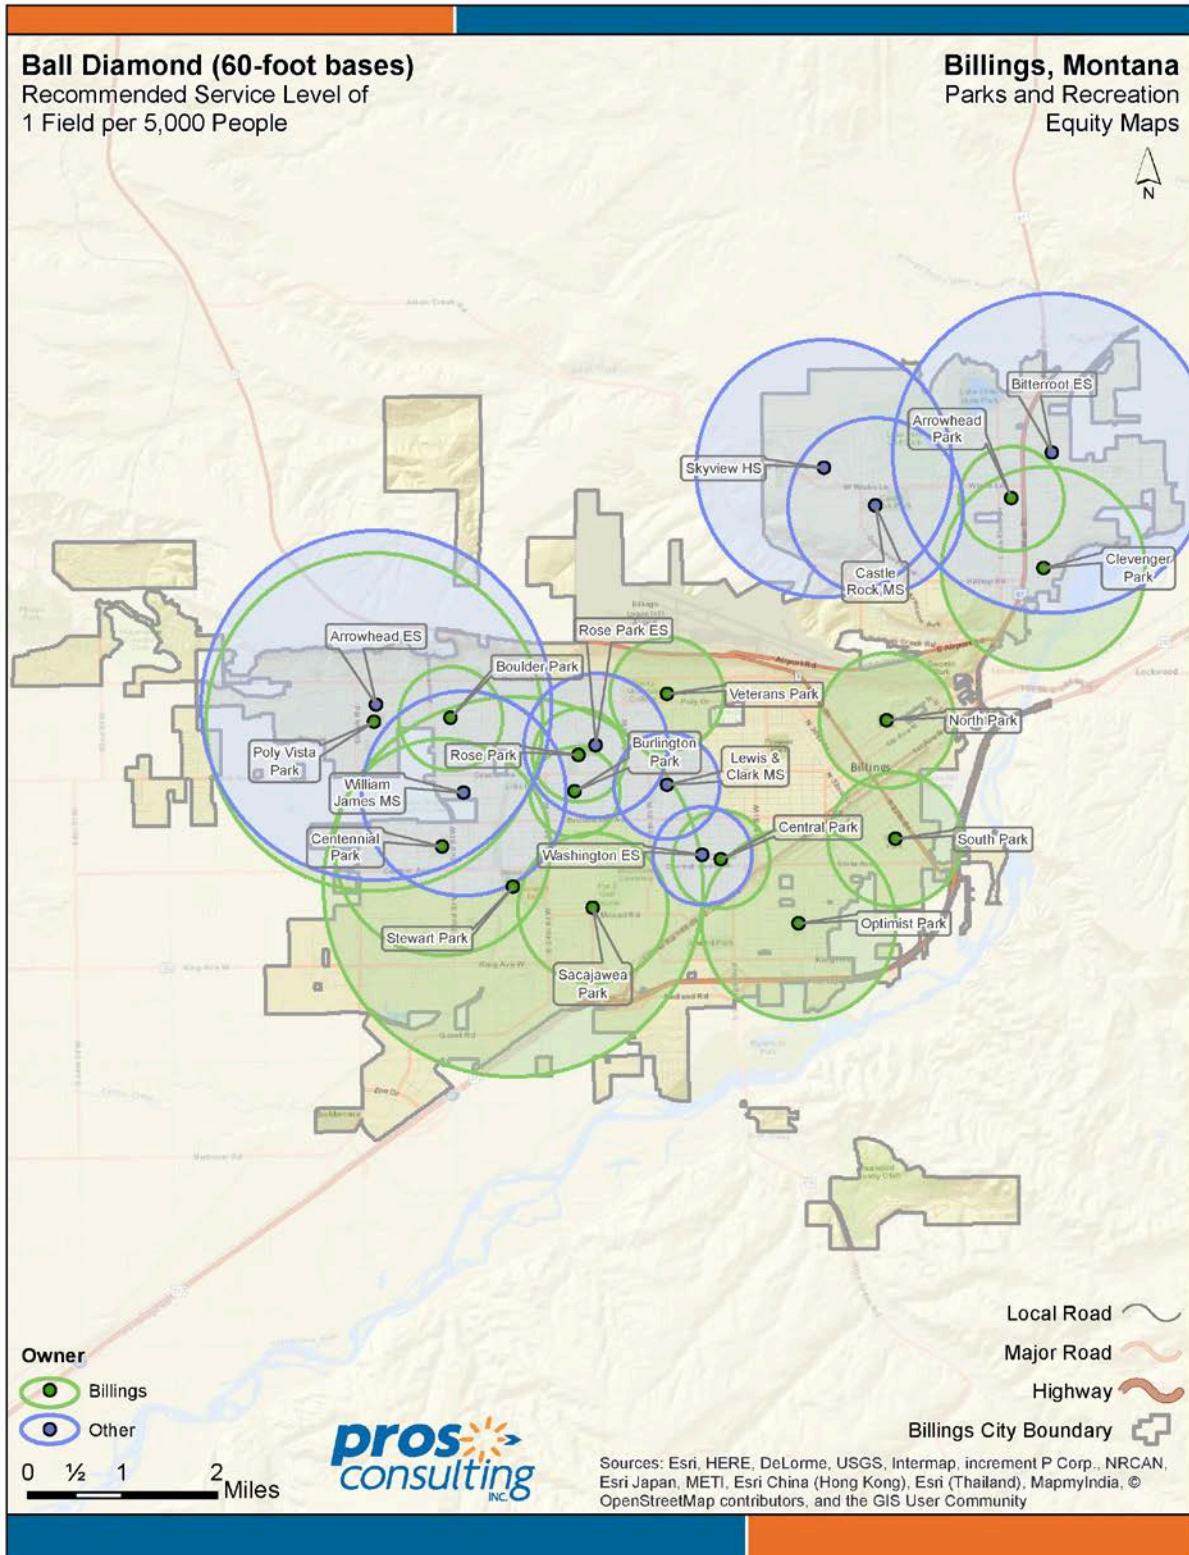 Ball Diamond (60-foot bases)
Recommended Service Level of
1 Field per 5,000 People
Billings, Montana
Parks and Recreation
Equity Maps
N
Bitterroot ES
Arrowhead
Park
Skyview HS
Castle
Rock MS
Clevenger
Park
Arrowhead ES
Rose Park ES
Boulder Park
Airport Rd
Veterans Park
North Park
Poly Vista
Park
Rose Park
Burlington
Park
Lewis &
Clark MS
Billings
William
James MS
Centennial
Park
Central Park
Washington ES
South Park
Stewart Park
Optimist Park
King Ave W
Sacajawea
Park
Lockwood
Local Road
Major Road
Highway
Billings City Boundary
Owner
Billings
Other
0 ½ 1 2 Miles
pros
consulting
INC.
Sources: Esri, HERE, DeLorme, USGS, Intermap, increment P Corp., NRCAN,
Esri Japan, METI, Esri China (Hong Kong), Esri (Thailand), MapmyIndia, ©
OpenStreetMap contributors, and the GIS User Community